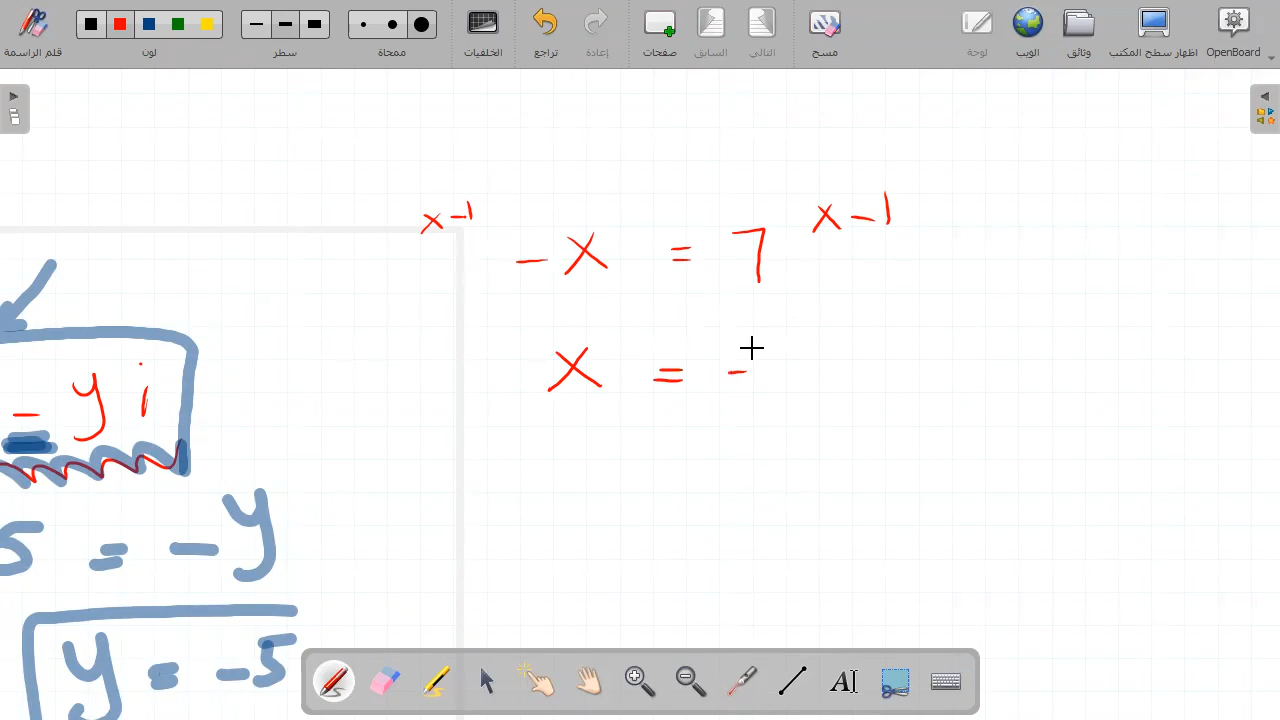 قلم الراسمة لون سطر ممحاة الخلفيات تراجع إعادة صفحات السابق التالي مسح لوحة الويب وثائق اظهار سطح المكتب OpenBoard
x-1 -x = 7 x-1
x = -
= y i
5 = -y
y = -5
AI